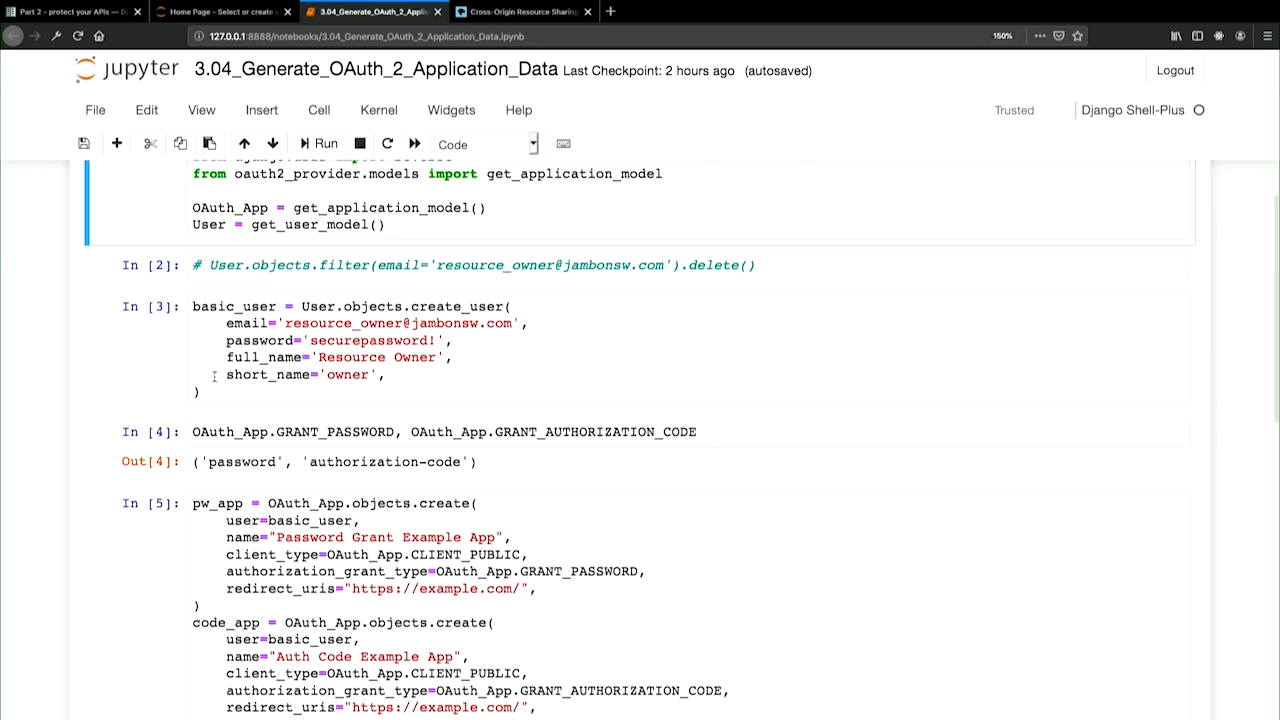 Part 2 – protect your APIs — D
Home Page - Select or create
3.04_Generate_OAuth_2_Applic
Cross-Origin Resource Sharing
127.0.0.1:8888/notebooks/3.04_Generate_OAuth_2_Application_Data.ipynb
150%
jupyter 3.04_Generate_OAuth_2_Application_Data Last Checkpoint: 2 hours ago (autosaved)
Logout
File Edit View Insert Cell Kernel Widgets Help
Trusted
Django Shell-Plus
Run
Code
from oauth2_provider.models import get_application_model
OAuth_App = get_application_model()
User = get_user_model()
In [2]: # User.objects.filter(email='resource_owner@jambonsw.com').delete()
In [3]: basic_user = User.objects.create_user(
email='resource_owner@jambonsw.com',
password='securepassword!',
full_name='Resource Owner',
short_name='owner',
)
In [4]: OAuth_App.GRANT_PASSWORD, OAuth_App.GRANT_AUTHORIZATION_CODE
Out[4]: ('password', 'authorization-code')
In [5]: pw_app = OAuth_App.objects.create(
user=basic_user,
name="Password Grant Example App",
client_type=OAuth_App.CLIENT_PUBLIC,
authorization_grant_type=OAuth_App.GRANT_PASSWORD,
redirect_uris="https://example.com/",
)
code_app = OAuth_App.objects.create(
user=basic_user,
name="Auth Code Example App",
client_type=OAuth_App.CLIENT_PUBLIC,
authorization_grant_type=OAuth_App.GRANT_AUTHORIZATION_CODE,
redirect_uris="https://example.com/",